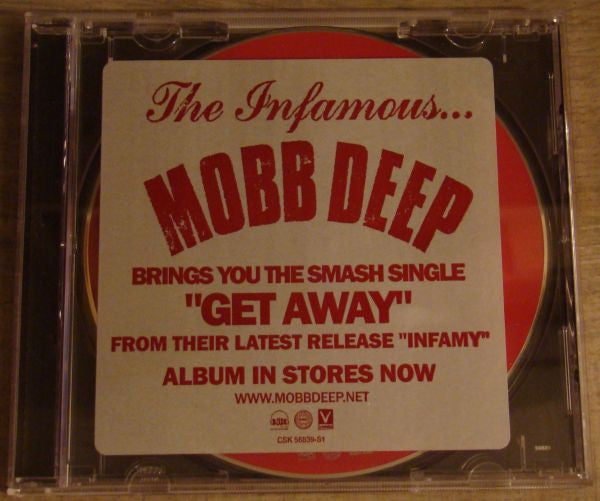 The Infamous...
MOBB DEEP
BRINGS YOU THE SMASH SINGLE
"GET AWAY"
FROM THEIR LATEST RELEASE "INFAMY"
ALBUM IN STORES NOW
WWW.MOBBDEEP.NET
CSK 56839-S1